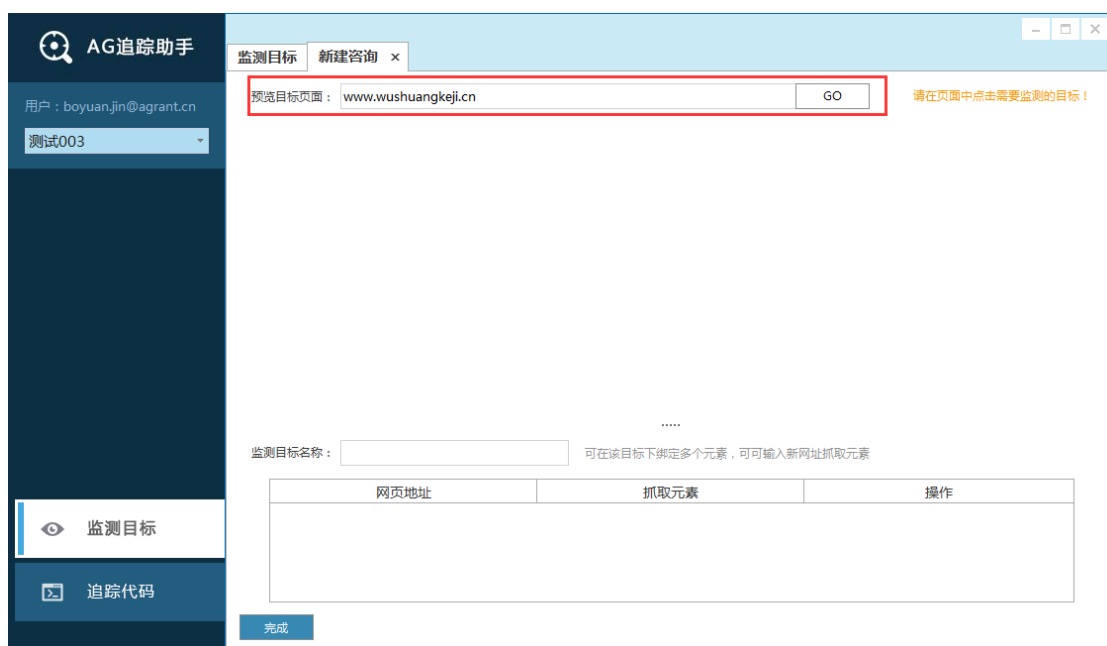 AG追踪助手
用户：boyuan.jin@agrant.cn
测试003
监测目标 新建咨询 ×
预览目标页面： www.wushuangkeji.cn GO 请在页面中点击需要监测的目标！
.....
监测目标名称： 可在该目标下绑定多个元素，可可输入新网址抓取元素
网页地址 抓取元素 操作
监测目标
追踪代码
完成